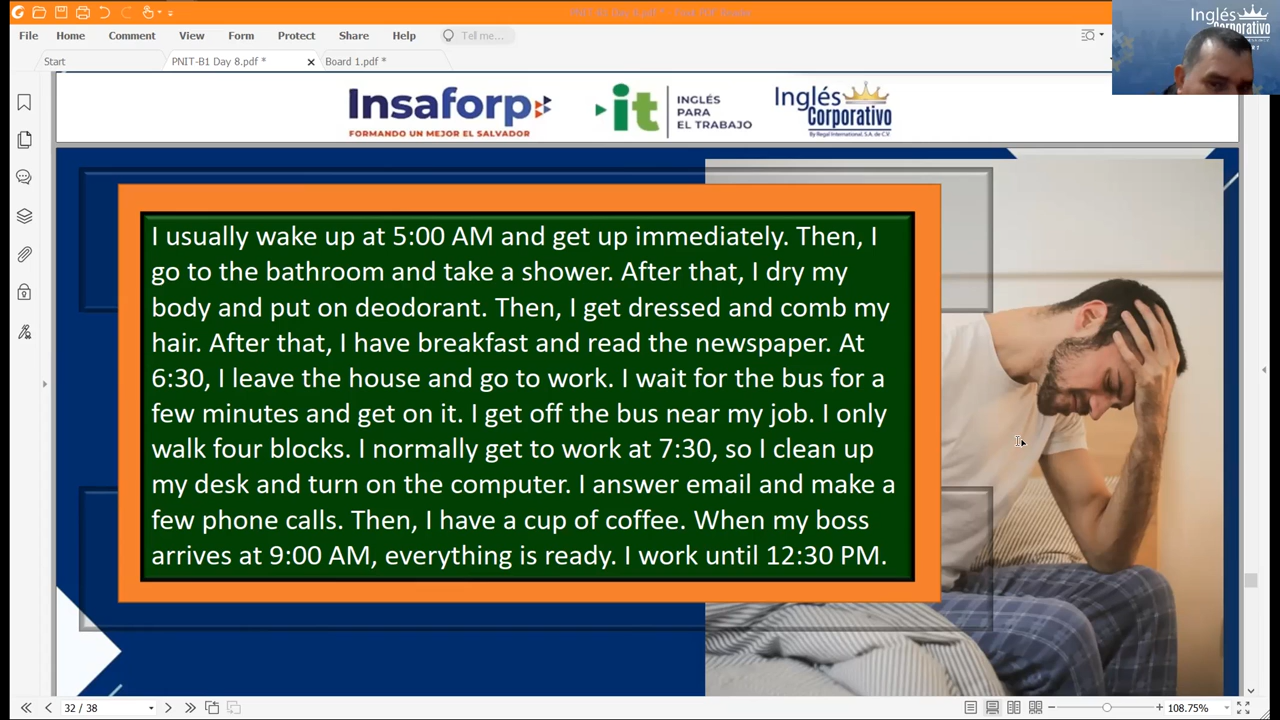 File Home Comment View Form Protect Share Help Tell me...
Start PNIT-B1 Day 8.pdf * Board 1.pdf *
Inglés
Corporativo
Insaforp
FORMANDO UN MEJOR EL SALVADOR
it
INGLÉS
PARA
EL TRABAJO
Inglés
Corporativo
By Regal International, S.A. de C.V.
I usually wake up at 5:00 AM and get up immediately. Then, I
go to the bathroom and take a shower. After that, I dry my
body and put on deodorant. Then, I get dressed and comb my
hair. After that, I have breakfast and read the newspaper. At
6:30, I leave the house and go to work. I wait for the bus for a
few minutes and get on it. I get off the bus near my job. I only
walk four blocks. I normally get to work at 7:30, so I clean up
my desk and turn on the computer. I answer email and make a
few phone calls. Then, I have a cup of coffee. When my boss
arrives at 9:00 AM, everything is ready. I work until 12:30 PM.
32 / 38
108.75%